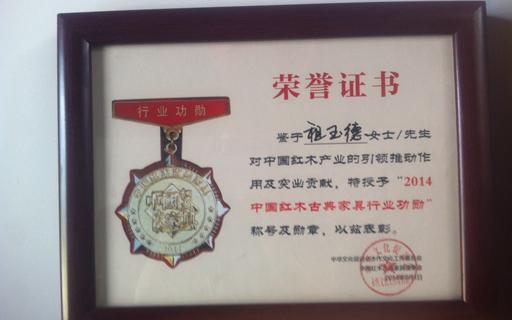 荣誉证书
行业功勋
鉴于祖玉德女士/先生
对中国红木产业的引领推动作
用及突出贡献，特授予“2014
中国红木古典家具行业功勋”
称号及勋章，以兹表彰。